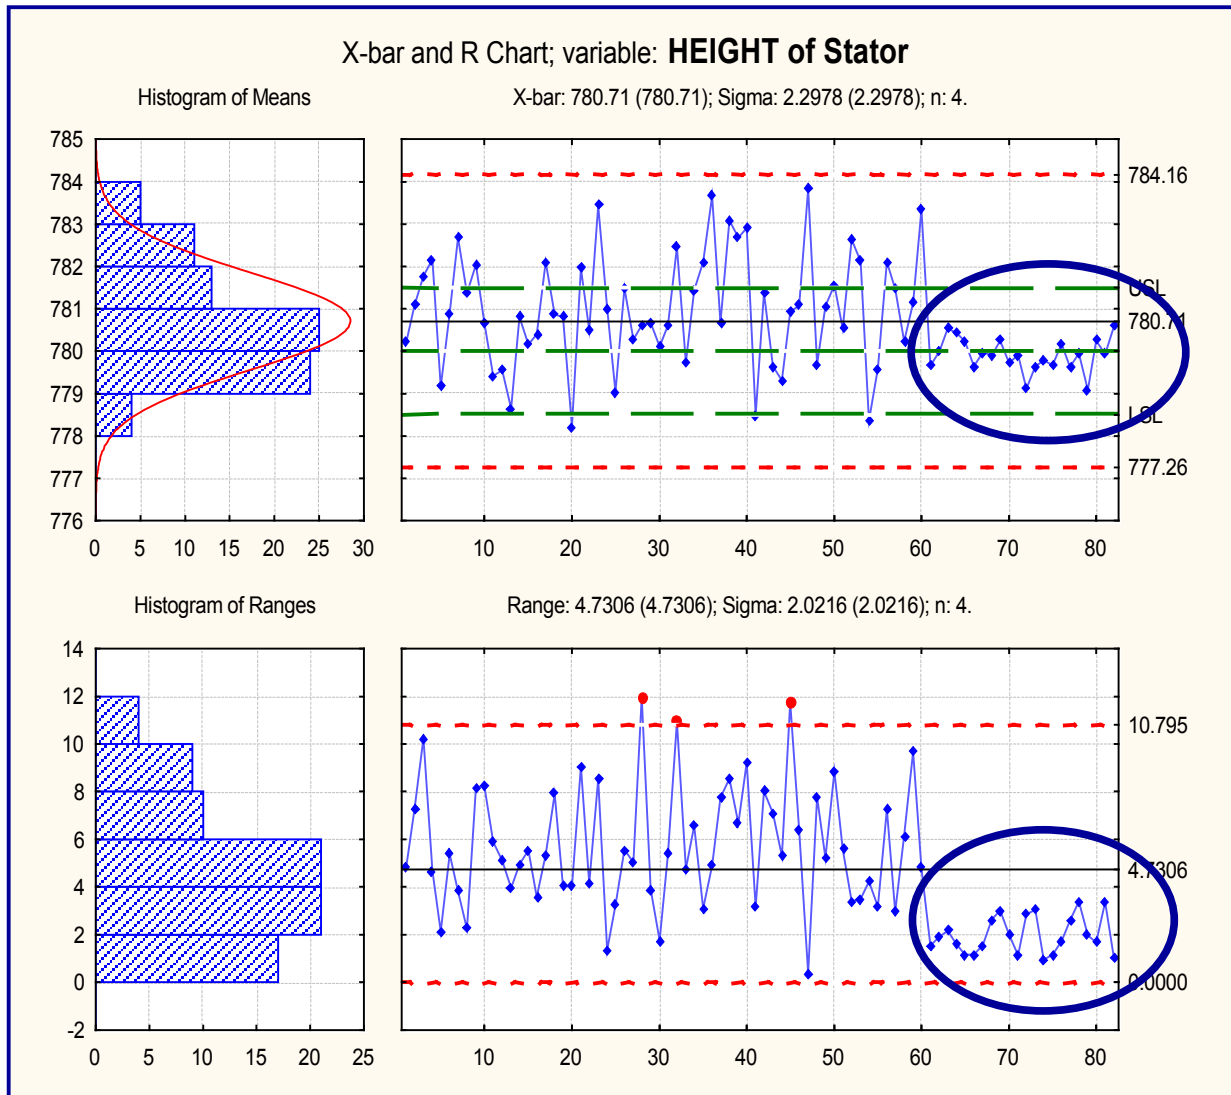 X-bar and R Chart; variable: HEIGHT of Stator
Histogram of Means
X-bar: 780.71 (780.71); Sigma: 2.2978 (2.2978); n: 4.
785
784
783
782
781
780
779
778
777
776
0 5 10 15 20 25 30
784.16
USL
780.71
LSL
777.26
10 20 30 40 50 60 70 80
Histogram of Ranges
Range: 4.7306 (4.7306); Sigma: 2.0216 (2.0216); n: 4.
14
12
10
8
6
4
2
0
-2
0 5 10 15 20 25
10.795
4.7306
0.0000
10 20 30 40 50 60 70 80